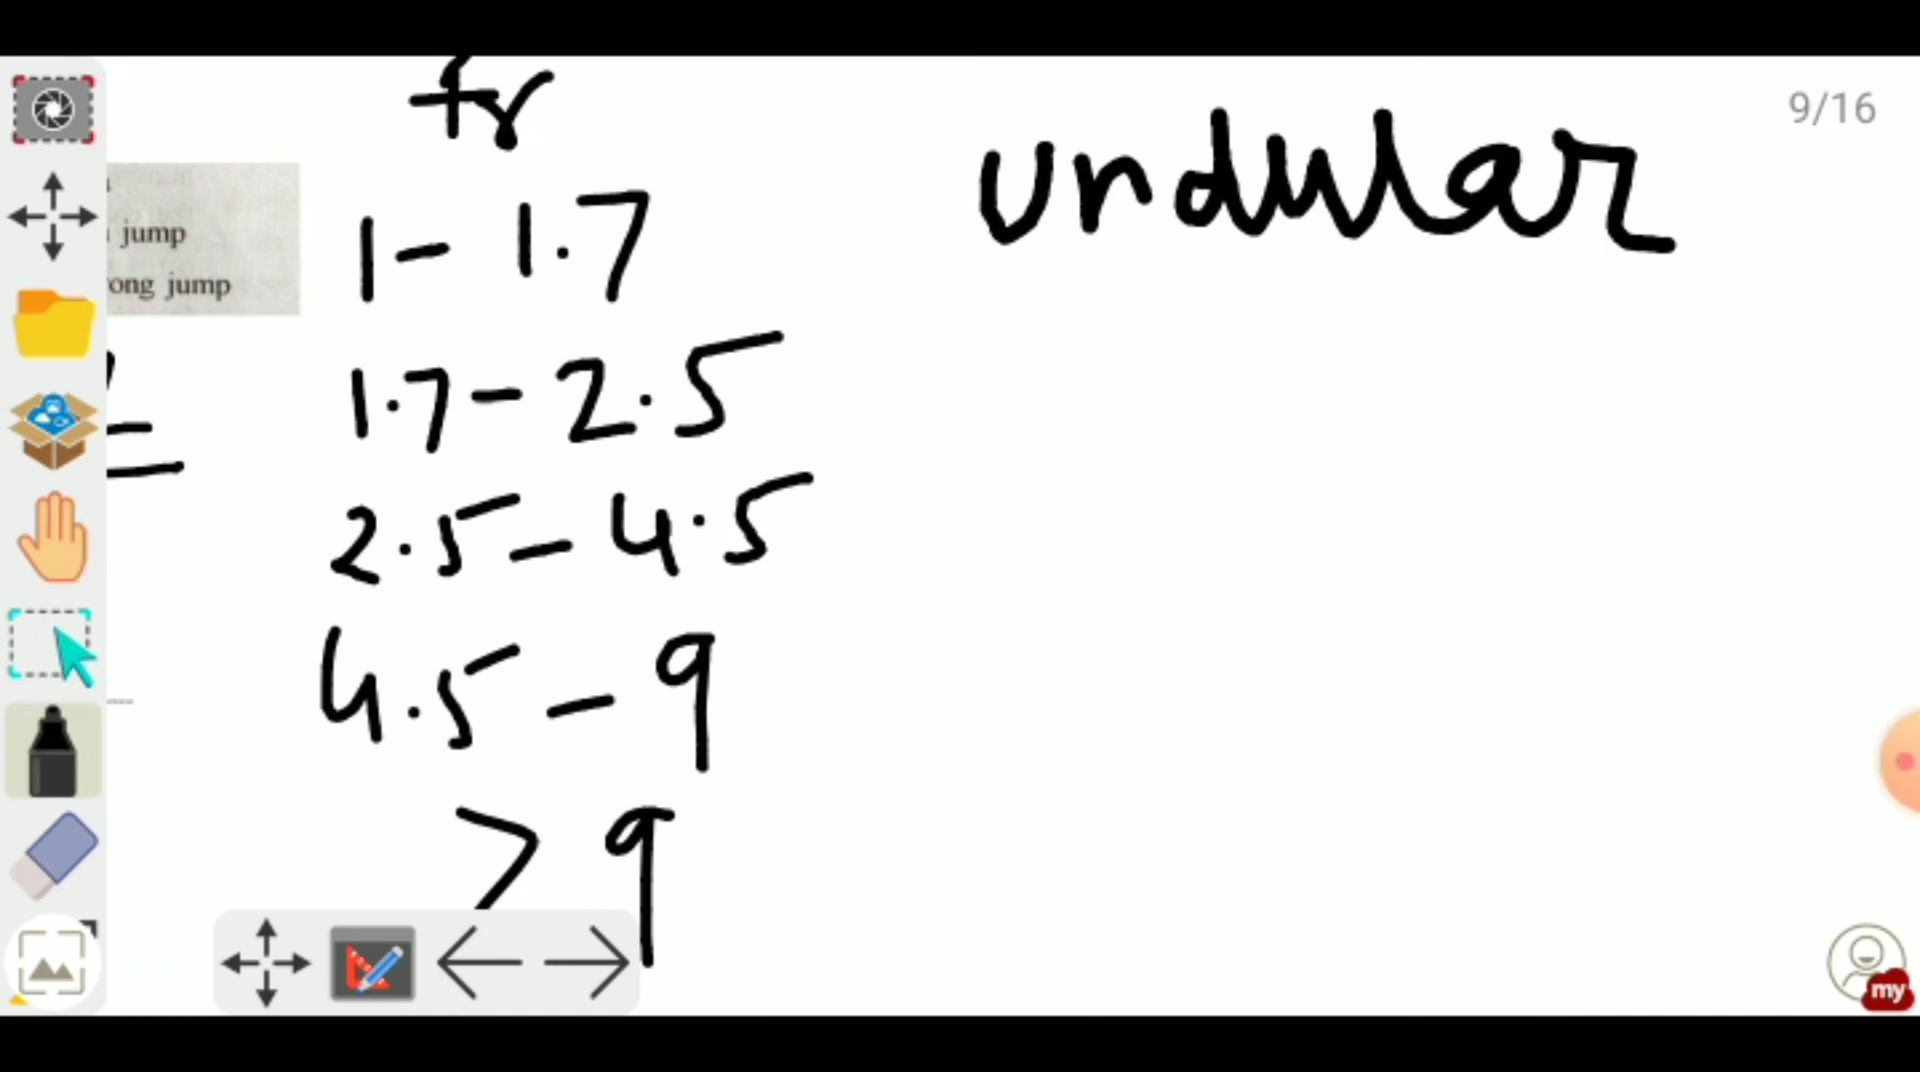 fr
undular
9/16
1 - 1.7
jump
ong jump
1.7 - 2.5
2.5 - 4.5
4.5 - 9
> 9
my